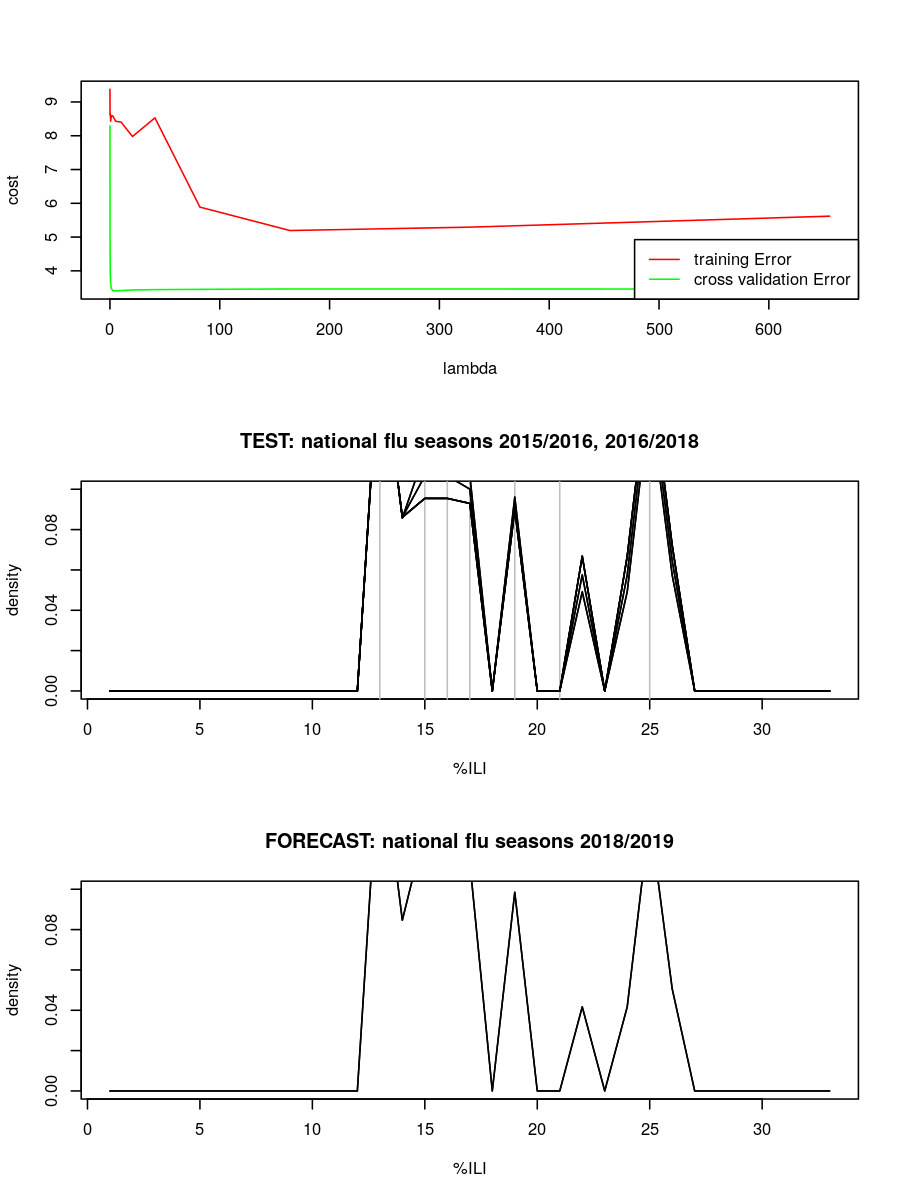 9
8
7
6
5
4
cost
training Error
cross validation Error
0 100 200 300 400 500 600
lambda
TEST: national flu seasons 2015/2016, 2016/2018
0.08
0.04
0.00
density
0 5 10 15 20 25 30
%ILI
FORECAST: national flu seasons 2018/2019
0.08
0.04
0.00
density
0 5 10 15 20 25 30
%ILI